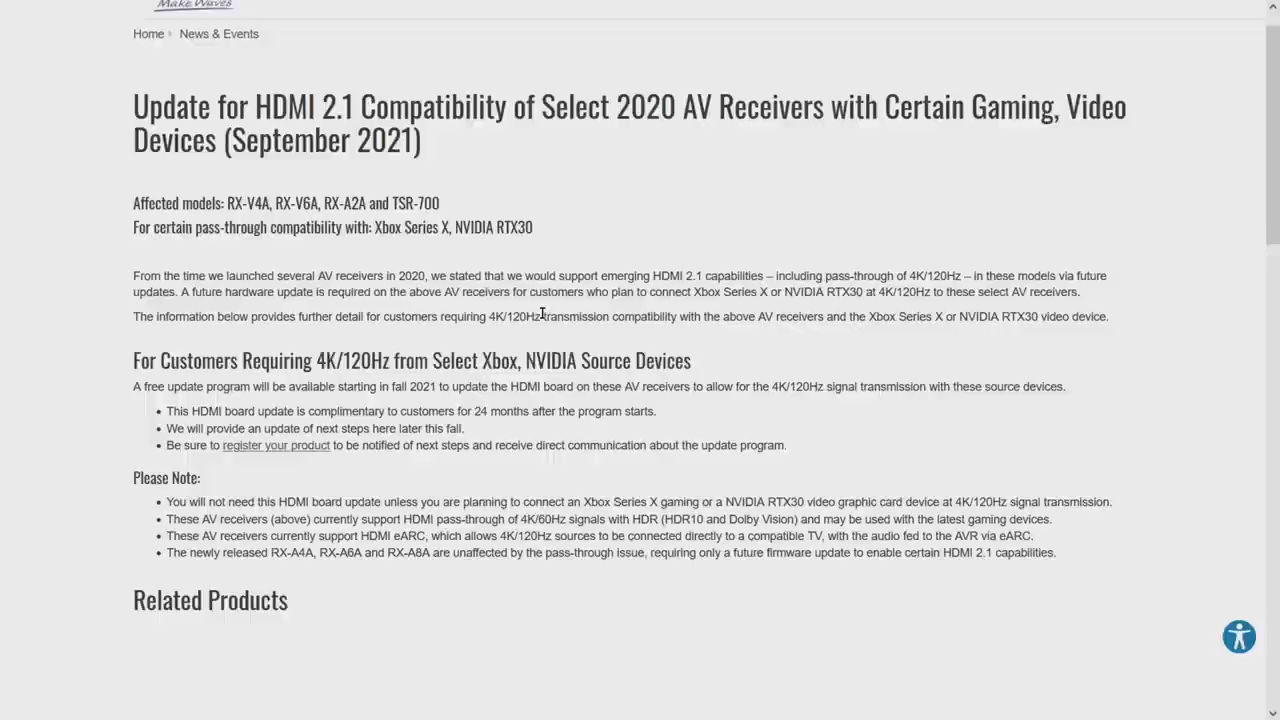 Make Waves
Home
News & Events
Update for HDMI 2.1 Compatibility of Select 2020 AV Receivers with Certain Gaming, Video
Devices (September 2021)
Affected models: RX-V4A, RX-V6A, RX-A2A and TSR-700
For certain pass-through compatibility with: Xbox Series X, NVIDIA RTX30
From the time we launched several AV receivers in 2020, we stated that we would support emerging HDMI 2.1 capabilities – including pass-through of 4K/120Hz – in these models via future
updates. A future hardware update is required on the above AV receivers for customers who plan to connect Xbox Series X or NVIDIA RTX30 at 4K/120Hz to these select AV receivers.
The information below provides further detail for customers requiring 4K/120Hz transmission compatibility with the above AV receivers and the Xbox Series X or NVIDIA RTX30 video device.
For Customers Requiring 4K/120Hz from Select Xbox, NVIDIA Source Devices
A free update program will be available starting in fall 2021 to update the HDMI board on these AV receivers to allow for the 4K/120Hz signal transmission with these source devices.
• This HDMI board update is complimentary to customers for 24 months after the program starts.
• We will provide an update of next steps here later this fall.
• Be sure to register your product to be notified of next steps and receive direct communication about the update program.
Please Note:
• You will not need this HDMI board update unless you are planning to connect an Xbox Series X gaming or a NVIDIA RTX30 video graphic card device at 4K/120Hz signal transmission.
• These AV receivers (above) currently support HDMI pass-through of 4K/60Hz signals with HDR (HDR10 and Dolby Vision) and may be used with the latest gaming devices.
• These AV receivers currently support HDMI eARC, which allows 4K/120Hz sources to be connected directly to a compatible TV, with the audio fed to the AVR via eARC.
• The newly released RX-A4A, RX-A6A and RX-A8A are unaffected by the pass-through issue, requiring only a future firmware update to enable certain HDMI 2.1 capabilities.
Related Products